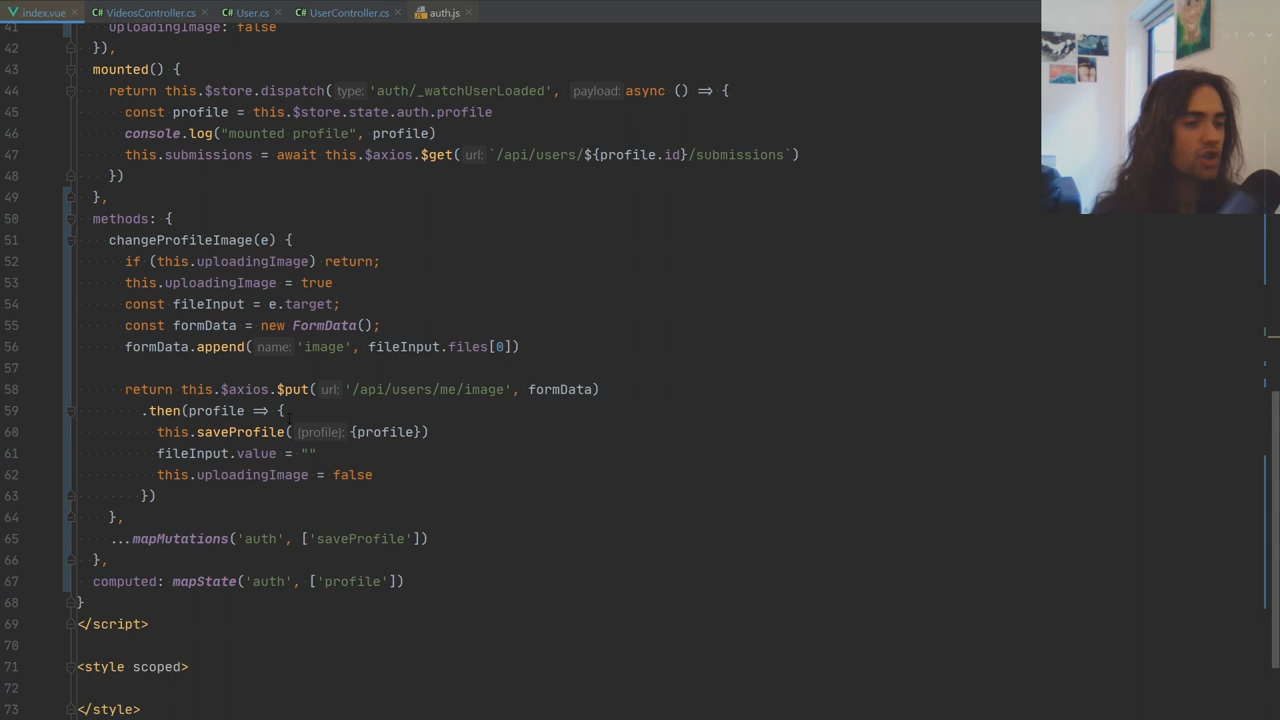 index.vue VideosController.cs User.cs UserController.cs auth.js
41 uploadingImage: false
42 }),
43 mounted() {
44 return this.$store.dispatch( type: 'auth/_watchUserLoaded', payload: async () => {
45 const profile = this.$store.state.auth.profile
46 console.log("mounted profile", profile)
47 this.submissions = await this.$axios.$get( url: `/api/users/${profile.id}/submissions`)
48 })
49 },
50 methods: {
51 changeProfileImage(e) {
52 if (this.uploadingImage) return;
53 this.uploadingImage = true
54 const fileInput = e.target;
55 const formData = new FormData();
56 formData.append( name: 'image', fileInput.files[0])
57
58 return this.$axios.$put( url: '/api/users/me/image', formData)
59 .then(profile => {
60 this.saveProfile( {profile}: {profile})
61 fileInput.value = ""
62 this.uploadingImage = false
63 })
64 },
65 ...mapMutations('auth', ['saveProfile'])
66 },
67 computed: mapState('auth', ['profile'])
68 }
69 </script>
70
71 <style scoped>
72
73 </style>